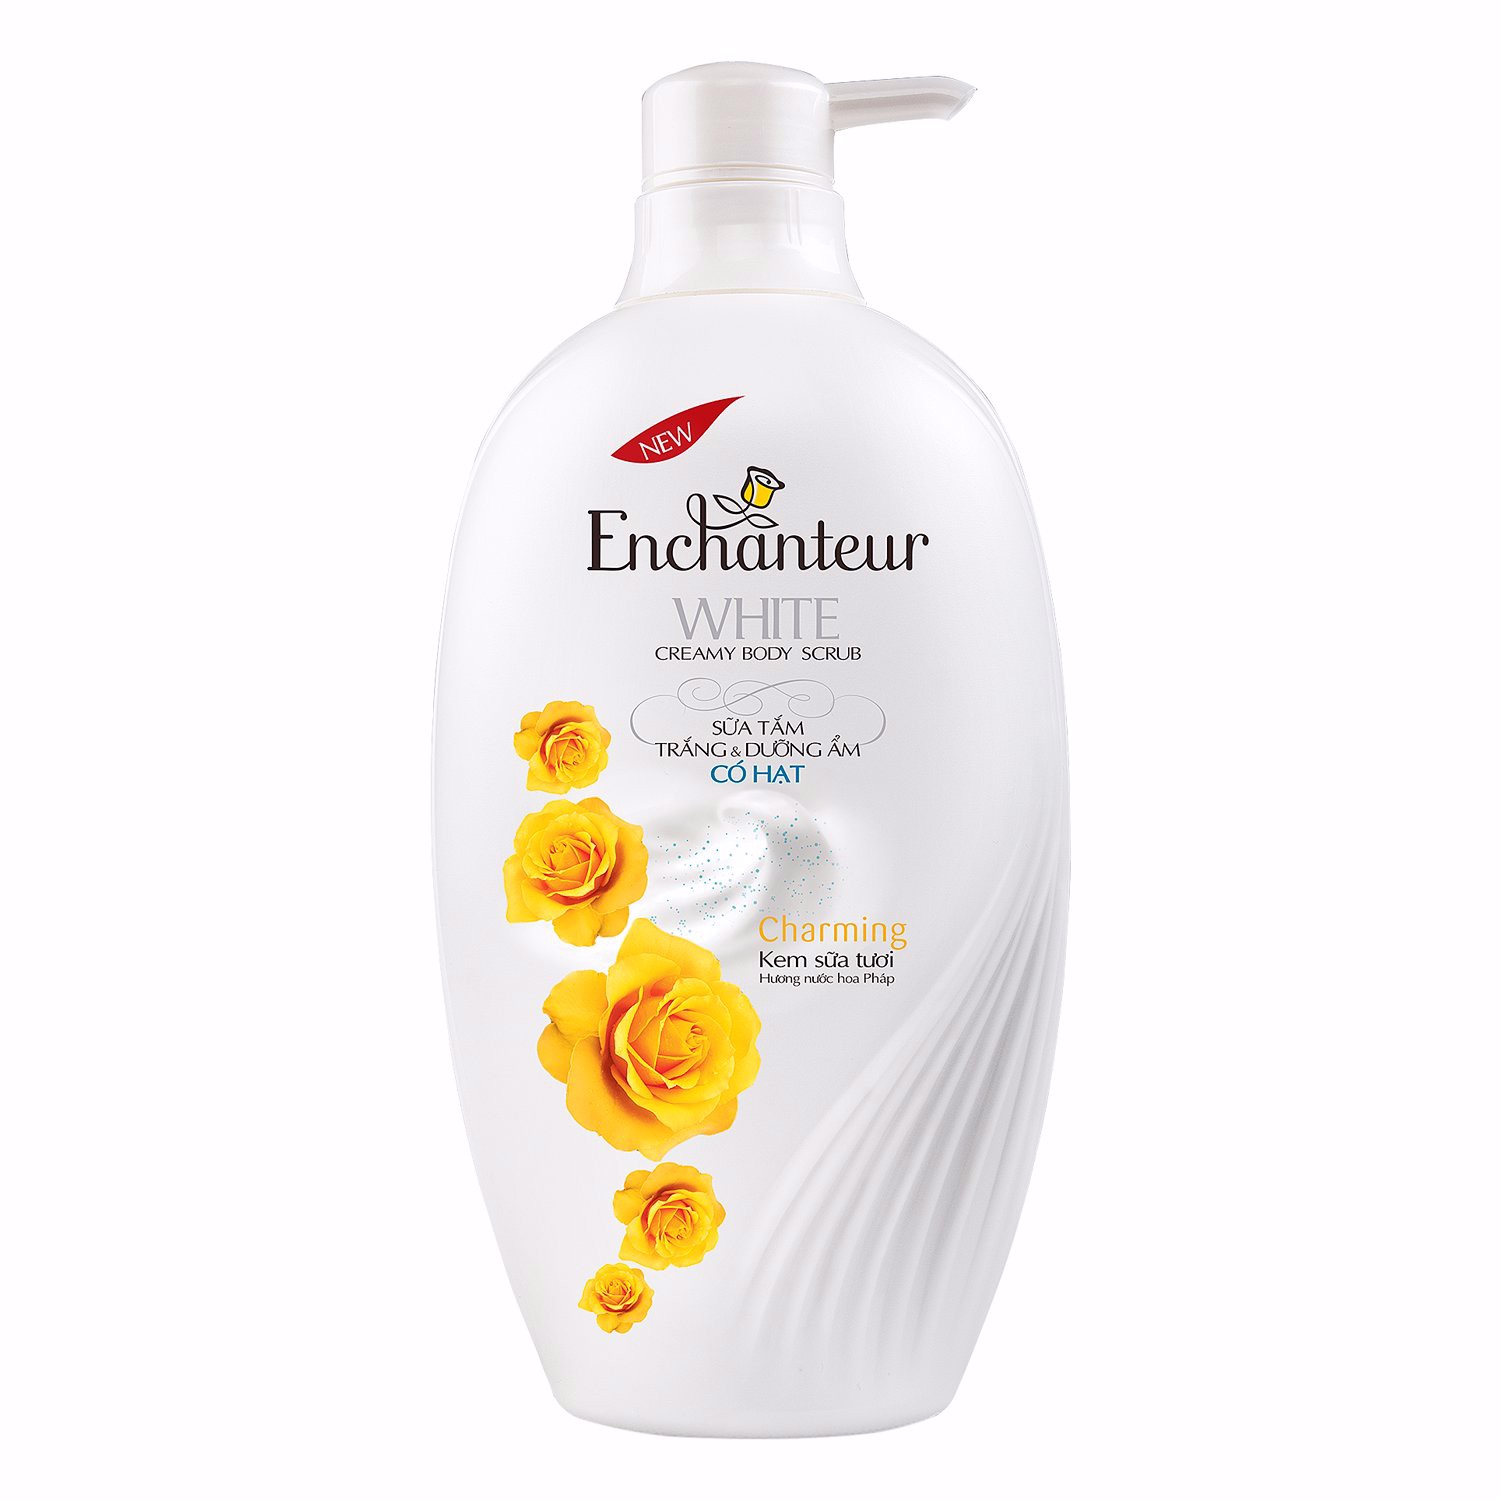 NEW
Enchanteur
WHITE
CREAMY BODY SCRUB
SỮA TẮM
TRẮNG & DƯỠNG ẨM
CÓ HẠT
Charming
Kem sữa tươi
Hương nước hoa Pháp